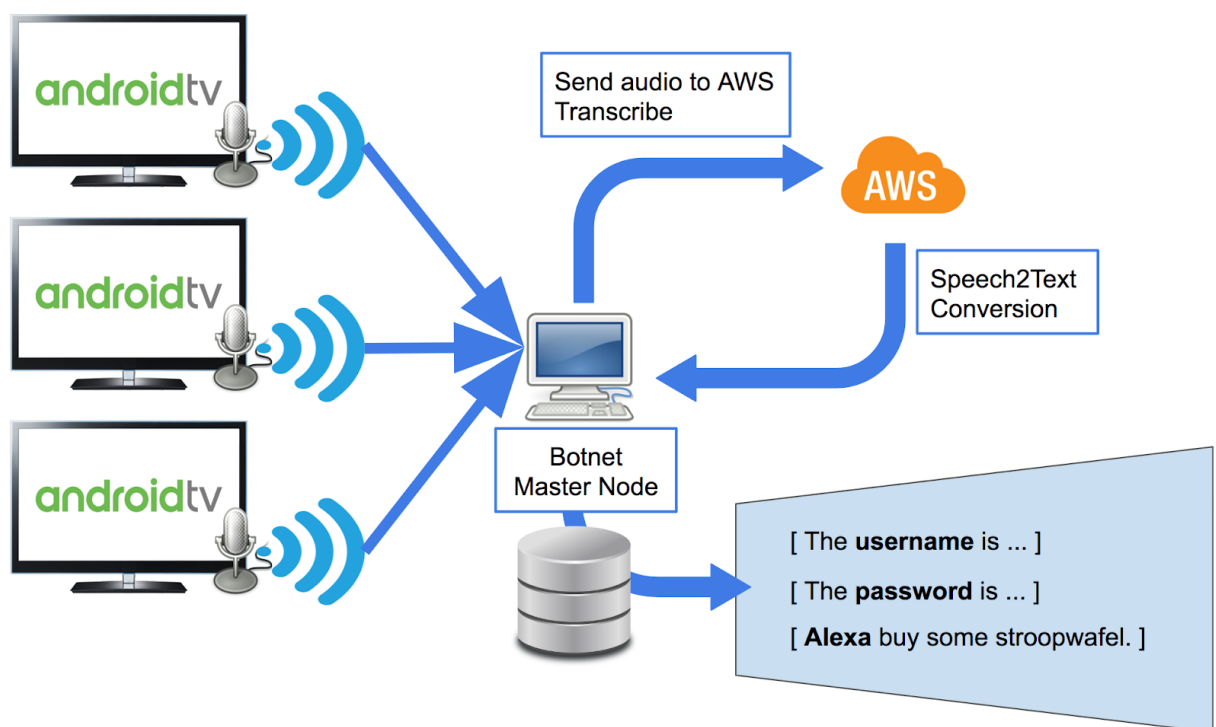 androidtv
androidtv
androidtv
Send audio to AWS
Transcribe
AWS
Speech2Text
Conversion
Botnet
Master Node
[ The username is ... ]
[ The password is ... ]
[ Alexa buy some stroopwafel. ]